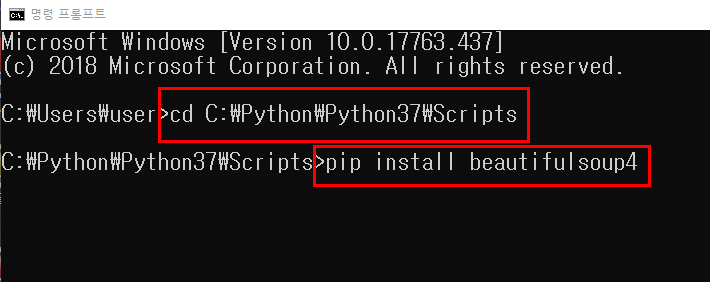 명령 프롬프트
Microsoft Windows [Version 10.0.17763.437]
(c) 2018 Microsoft Corporation. All rights reserved.
C:₩Users₩user>cd C:₩Python₩Python37₩Scripts
C:₩Python₩Python37₩Scripts>pip install beautifulsoup4